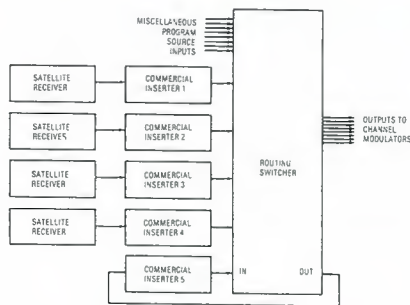 MISCELLANEOUS
PROGRAM
SOURCE
INPUTS
SATELLITE
RECEIVER
COMMERCIAL
INSERTER 1
SATELLITE
RECEIVERS
COMMERCIAL
INSERTER 2
OUTPUTS TO
CHANNEL
MODULATORS
SATELLITE
RECEIVER
COMMERCIAL
INSERTER 3
ROUTING
SWITCHER
SATELLITE
RECEIVER
COMMERCIAL
INSERTER 4
COMMERCIAL
INSERTER 5
IN
OUT